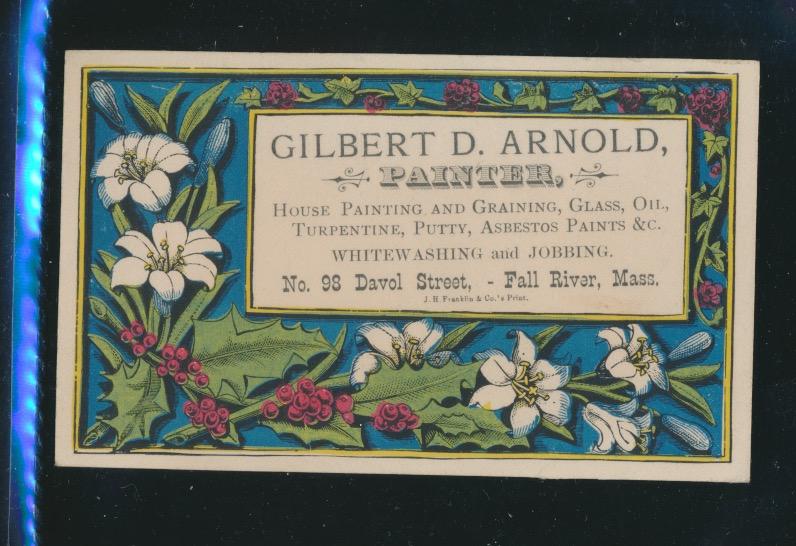 GILBERT D. ARNOLD,
PAINTER,
HOUSE PAINTING AND GRAINING, GLASS, OIL,
TURPENTINE, PUTTY, ASBESTOS PAINTS &C.
WHITEWASHING and JOBBING.
No. 98 Davol Street, - Fall River, Mass.
J. H. Franklin & Co.'s Print.